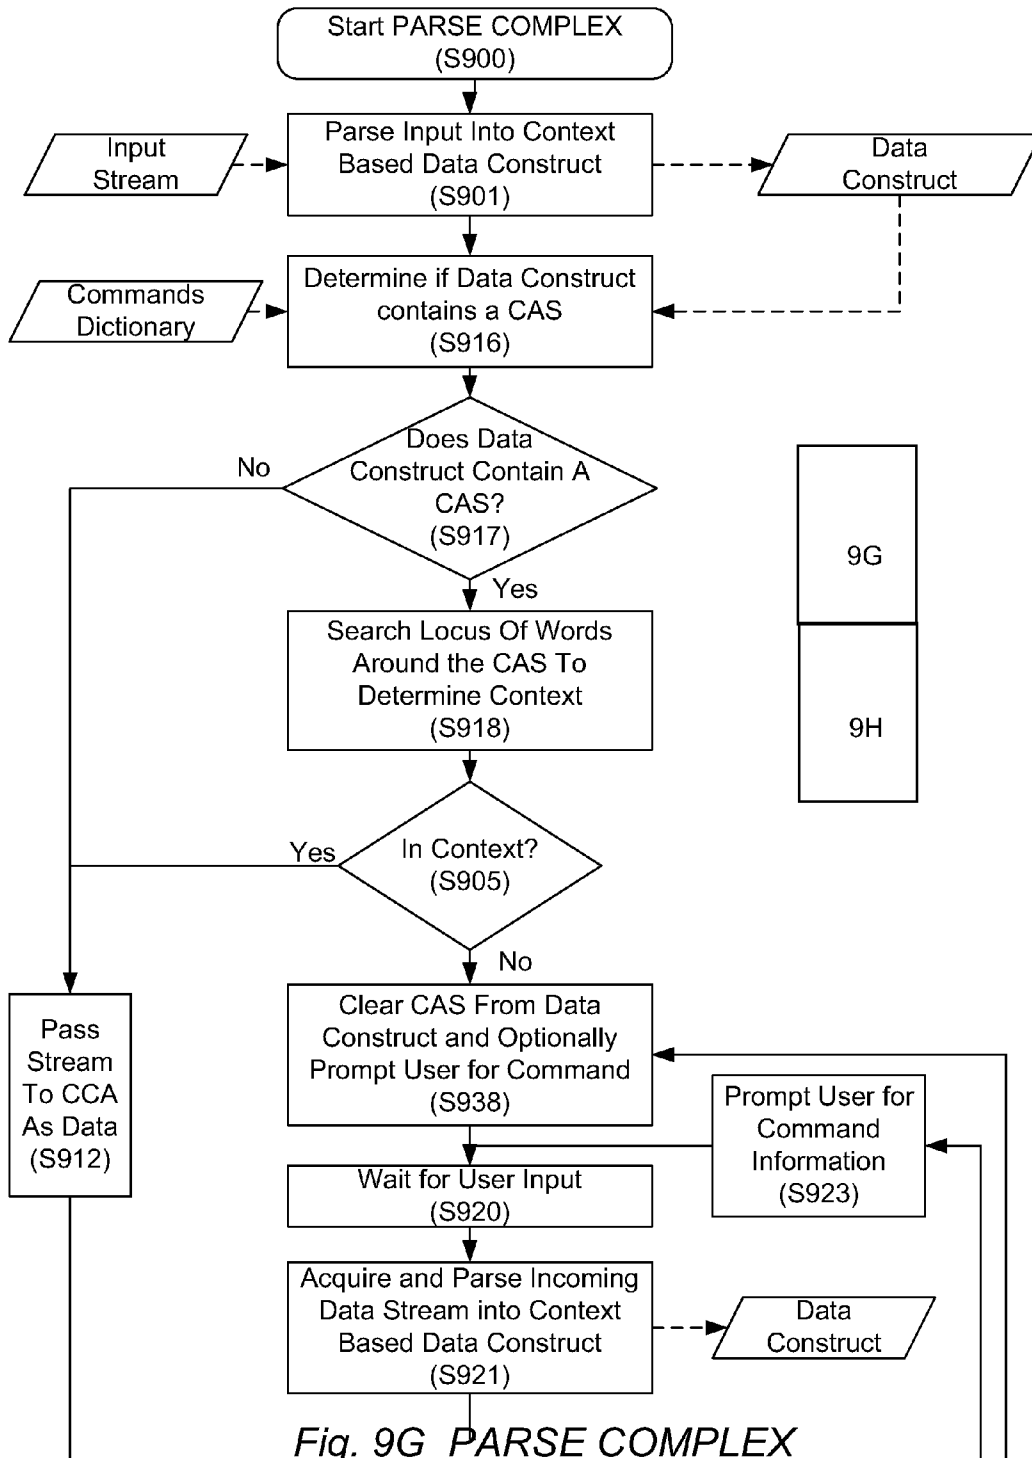 Start PARSE COMPLEX
(S900)
Input
Stream
Parse Input Into Context
Based Data Construct
(S901)
Data
Construct
Commands
Dictionary
Determine if Data Construct
contains a CAS
(S916)
Does Data
Construct Contain A
CAS?
(S917)
No
Yes
9G
9H
Search Locus Of Words
Around the CAS To
Determine Context
(S918)
In Context?
(S905)
Yes
No
Pass
Stream
To CCA
As Data
(S912)
Clear CAS From Data
Construct and Optionally
Prompt User for Command
(S938)
Prompt User for
Command
Information
(S923)
Wait for User Input
(S920)
Acquire and Parse Incoming
Data Stream into Context
Based Data Construct
(S921)
Data
Construct
Fig. 9G PARSE COMPLEX